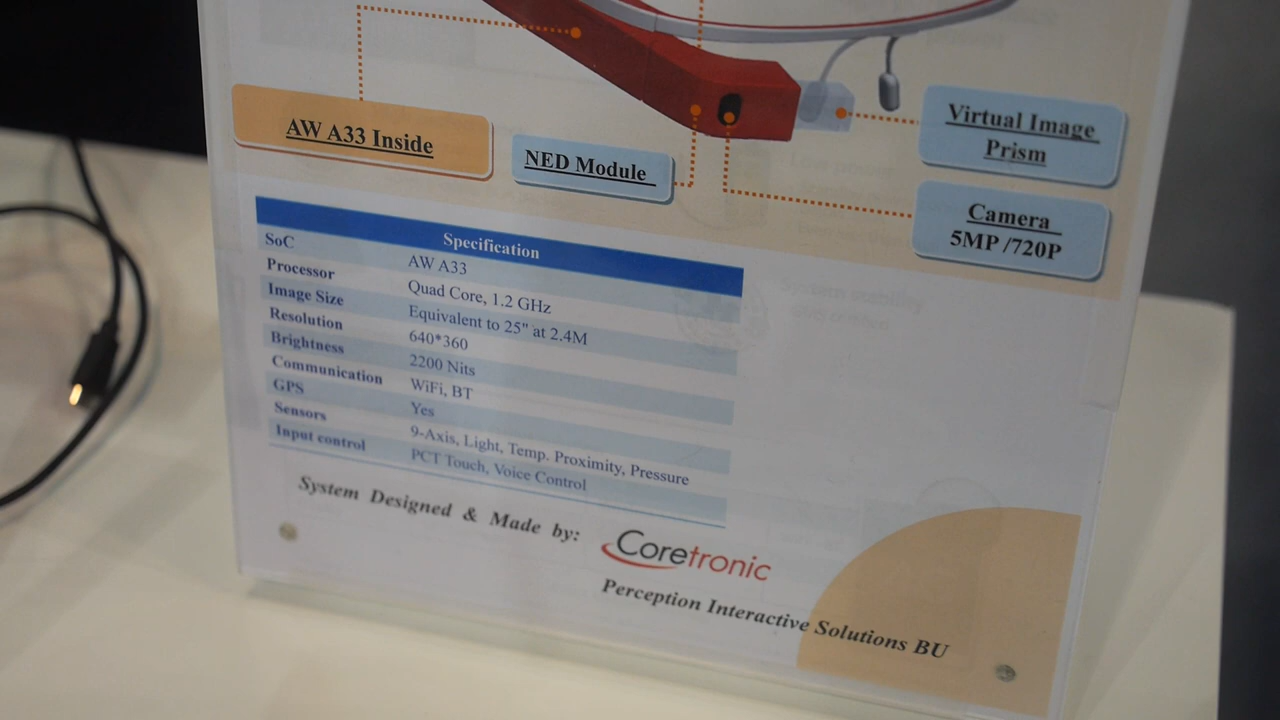 AW A33 Inside
NED Module
Virtual Image
Prism
Camera
5MP /720P
Specification
SoC AW A33
Processor Quad Core, 1.2 GHz
Image Size Equivalent to 25" at 2.4M
Resolution 640*360
Brightness 2200 Nits
Communication WiFi, BT
GPS Yes
Sensors 9-Axis, Light, Temp. Proximity, Pressure
Input control PCT Touch, Voice Control
System Designed & Made by:
Coretronic
Perception Interactive Solutions BU